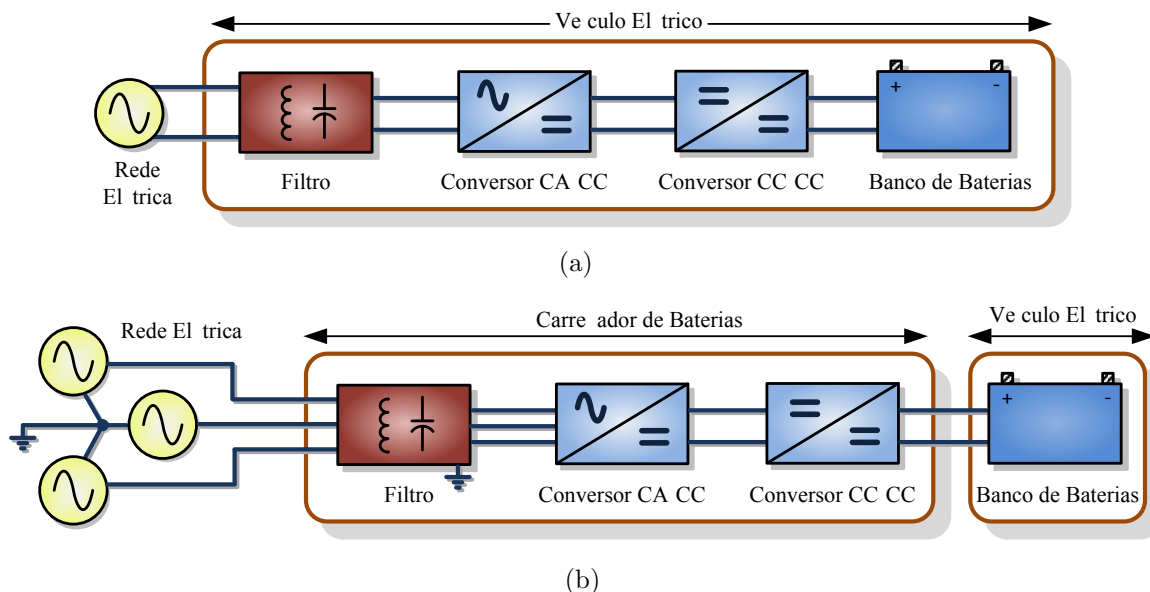 Ve culo El trico
+ -
Rede
El trica
Filtro
Conversor CA CC
Conversor CC CC
Banco de Baterias
(a)
Rede El trica
Carre ador de Baterias
Ve culo El trico
+ -
Filtro
Conversor CA CC
Conversor CC CC
Banco de Baterias
(b)